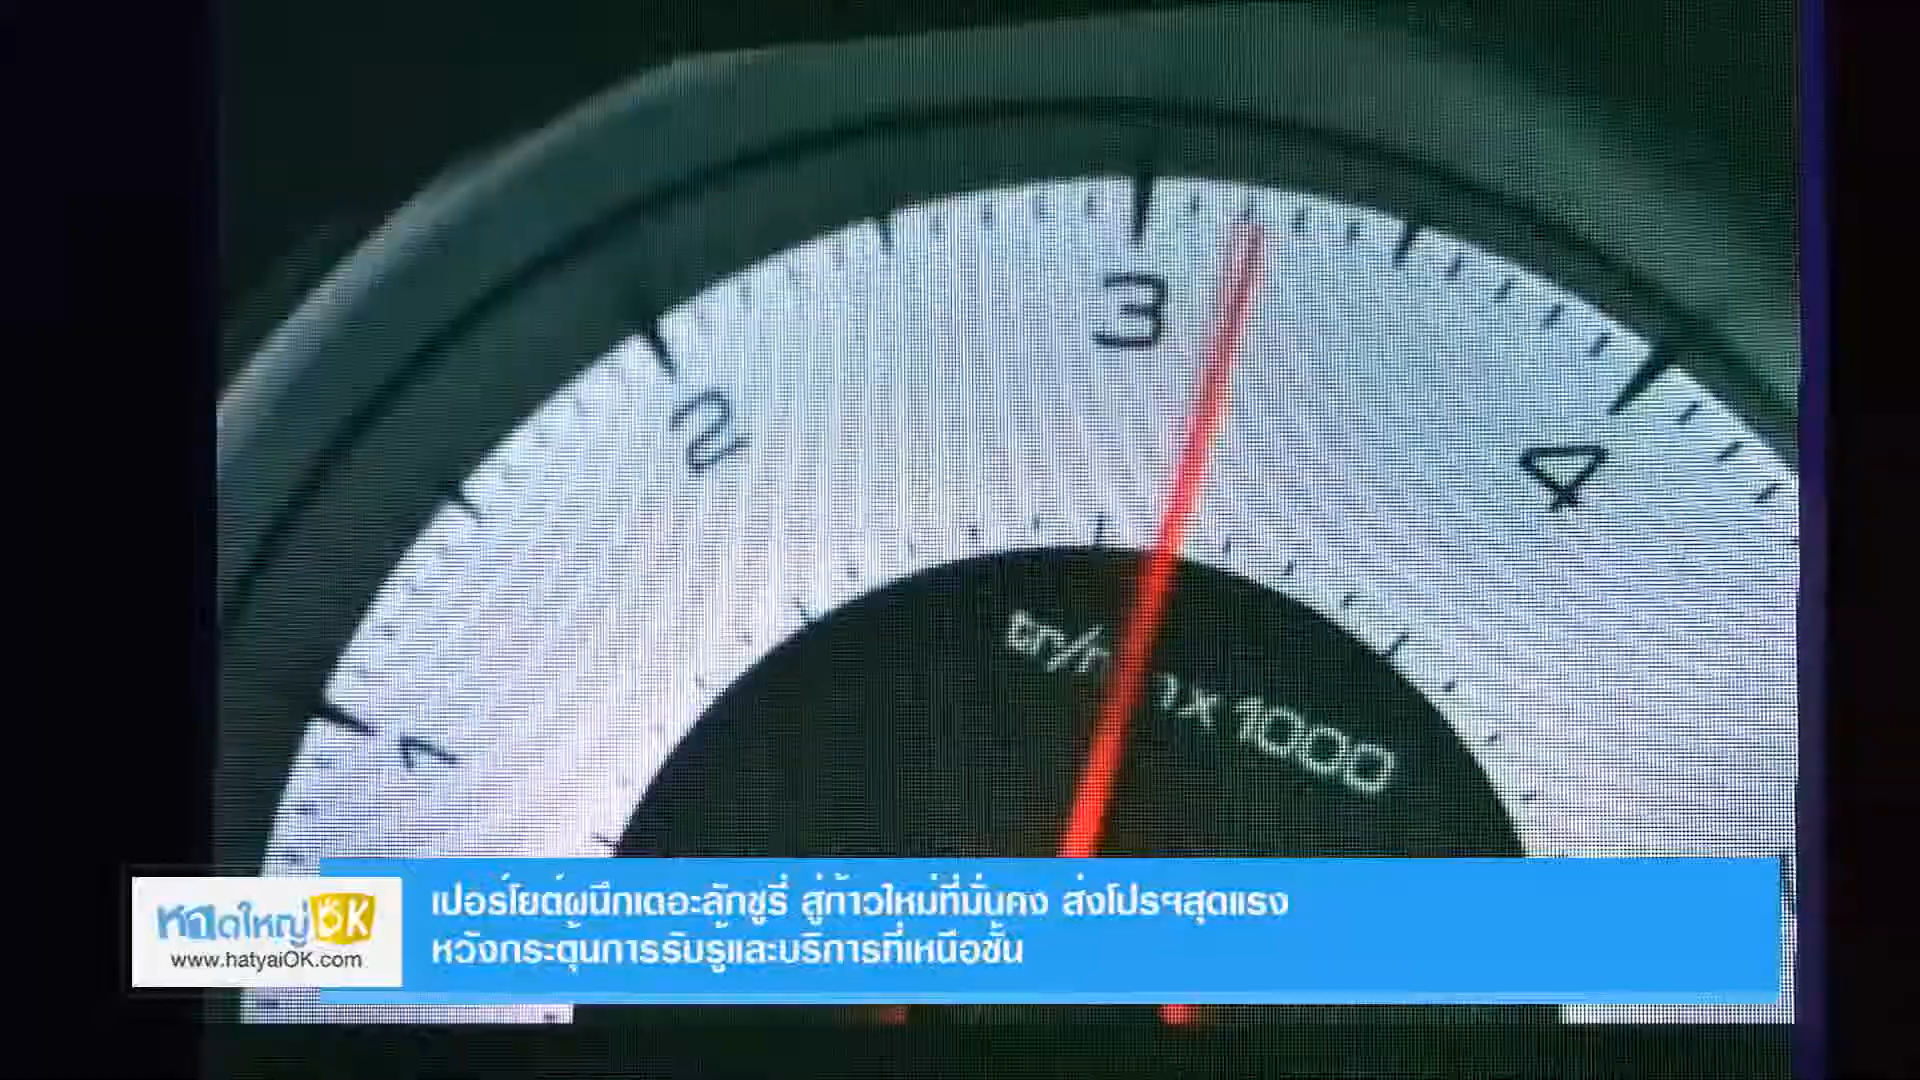 3
2
4
1
tr/min x 1000
เปอร์โยต์ผนึกเดอะลักชูรี่ สู่ก้าวใหม่ที่มั่นคง ส่งโปรฯสุดแรง
หวังกระตุ้นการรับรู้และบริการที่เหนือชั้น
หาดใหญ่OK
www.hatyaiOK.com